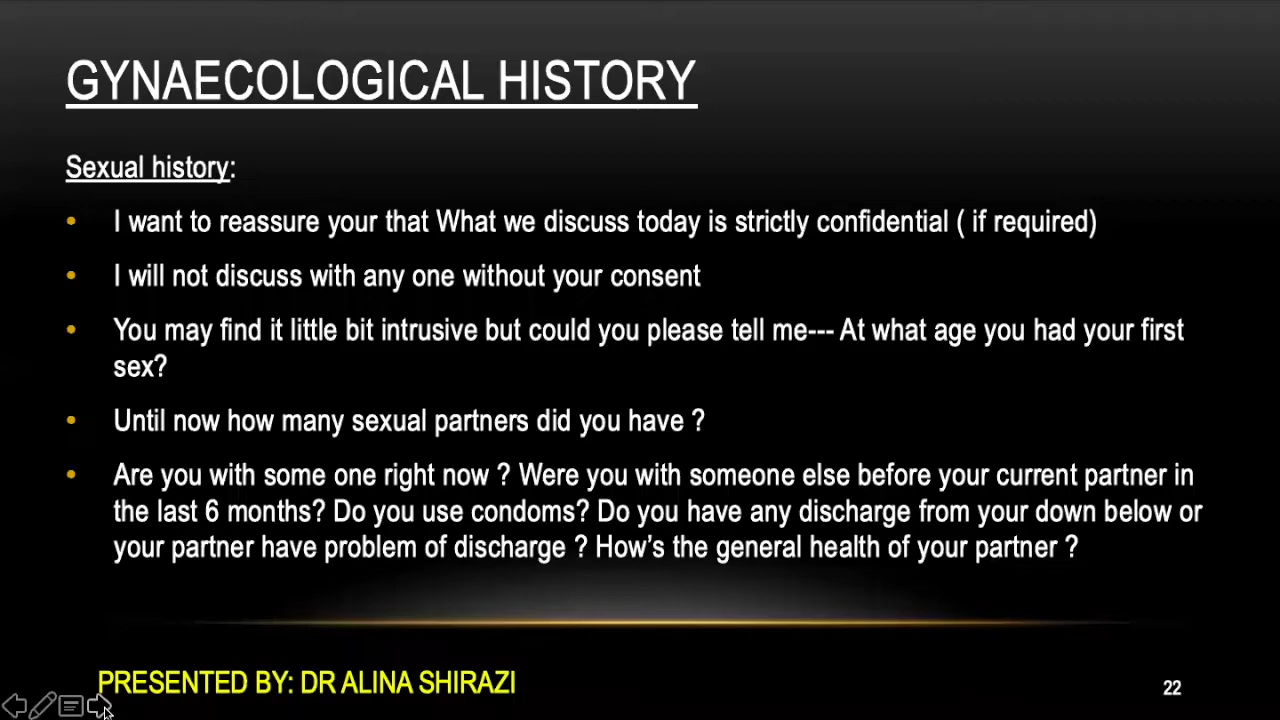 GYNAECOLOGICAL HISTORY
Sexual history:
• I want to reassure your that What we discuss today is strictly confidential ( if required)
• I will not discuss with any one without your consent
• You may find it little bit intrusive but could you please tell me--- At what age you had your first
sex?
• Until now how many sexual partners did you have ?
• Are you with some one right now ? Were you with someone else before your current partner in
the last 6 months? Do you use condoms? Do you have any discharge from your down below or
your partner have problem of discharge ? How’s the general health of your partner ?
PRESENTED BY: DR ALINA SHIRAZI
22